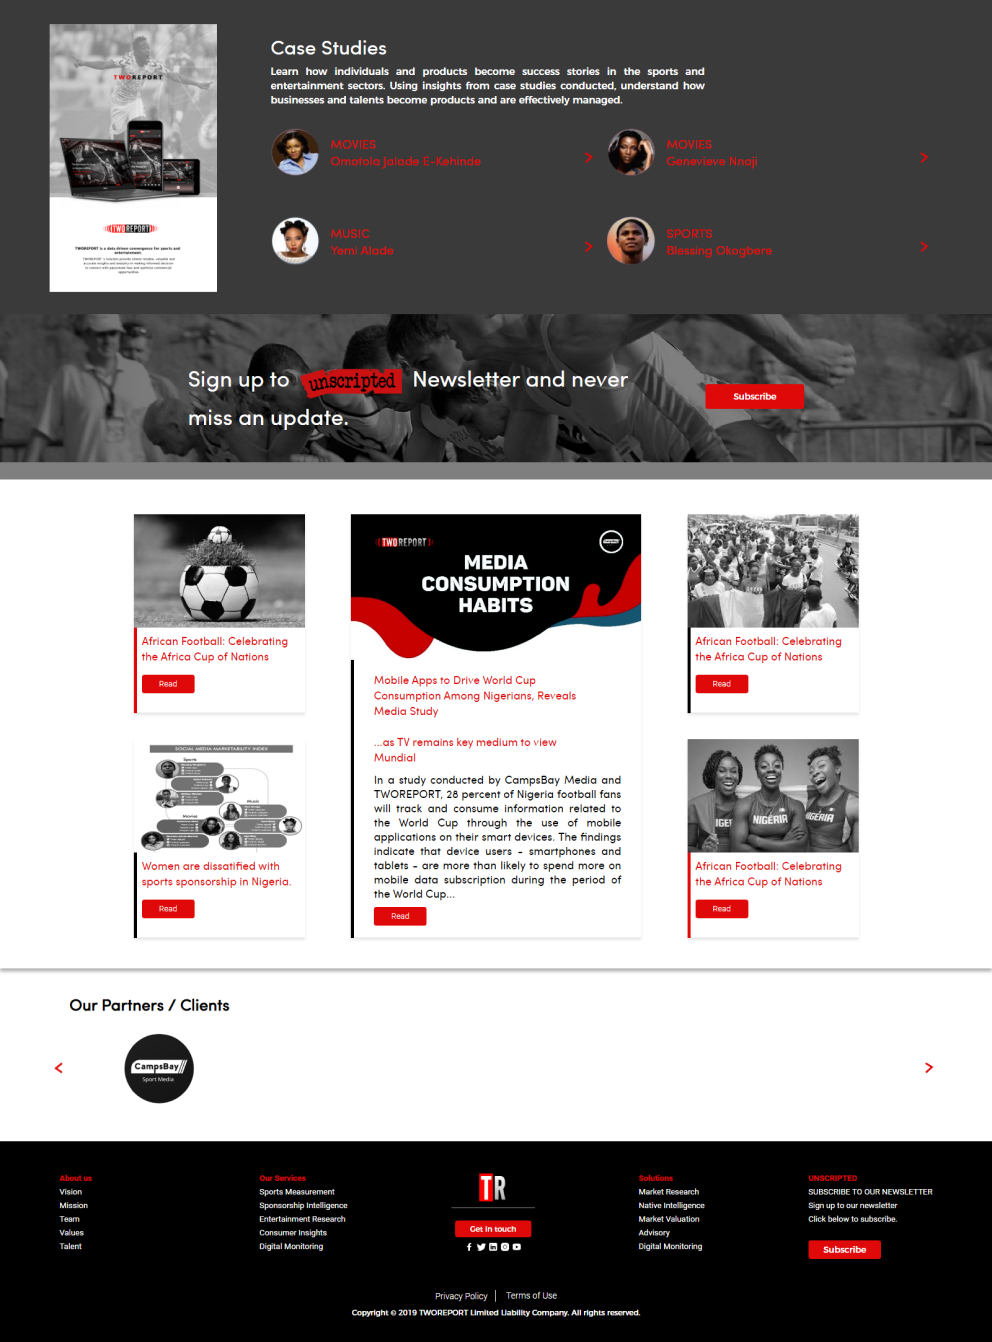 TWOREPORT
TWOREPORT
TWOREPORT is a data driven convergence for sports and
entertainment.
Case Studies
Learn how individuals and products become success stories in the sports and
entertainment sectors. Using insights from case studies conducted, understand how
businesses and talents become products and are effectively managed.
MOVIES
Omotola Jalade E-Kehinde
MOVIES
Genevieve Nnaji
MUSIC
Yemi Alade
SPORTS
Blessing Okogbere
Sign up to unscripted Newsletter and never
miss an update.
Subscribe
African Football: Celebrating
the Africa Cup of Nations
Read
SOCIAL MEDIA MARKETABILITY INDEX
Sports
Music
Movies
Women are dissatified with
sports sponsorship in Nigeria.
Read
TWOREPORT
MEDIA
CONSUMPTION
HABITS
Mobile Apps to Drive World Cup
Consumption Among Nigerians, Reveals
Media Study
...as TV remains key medium to view
Mundial
In a study conducted by CampsBay Media and
TWOREPORT, 28 percent of Nigeria football fans
will track and consume information related to
the World Cup through the use of mobile
applications on their smart devices. The findings
indicate that device users - smartphones and
tablets - are more than likely to spend more on
mobile data subscription during the period of
the World Cup...
Read
African Football: Celebrating
the Africa Cup of Nations
Read
NIGERIA
African Football: Celebrating
the Africa Cup of Nations
Read
Our Partners / Clients
<
CampsBay
Sport Media
>
About us
Vision
Mission
Team
Values
Talent
Our Services
Sports Measurement
Sponsorship Intelligence
Entertainment Research
Consumer Insights
Digital Monitoring
TR
Get in touch
Solutions
Market Research
Native Intelligence
Market Valuation
Advisory
Digital Monitoring
UNSCRIPTED
SUBSCRIBE TO OUR NEWSLETTER
Sign up to our newsletter
Click below to subscribe.
Subscribe
Privacy Policy | Terms of Use
Copyright © 2019 TWOREPORT Limited Liability Company. All rights reserved.